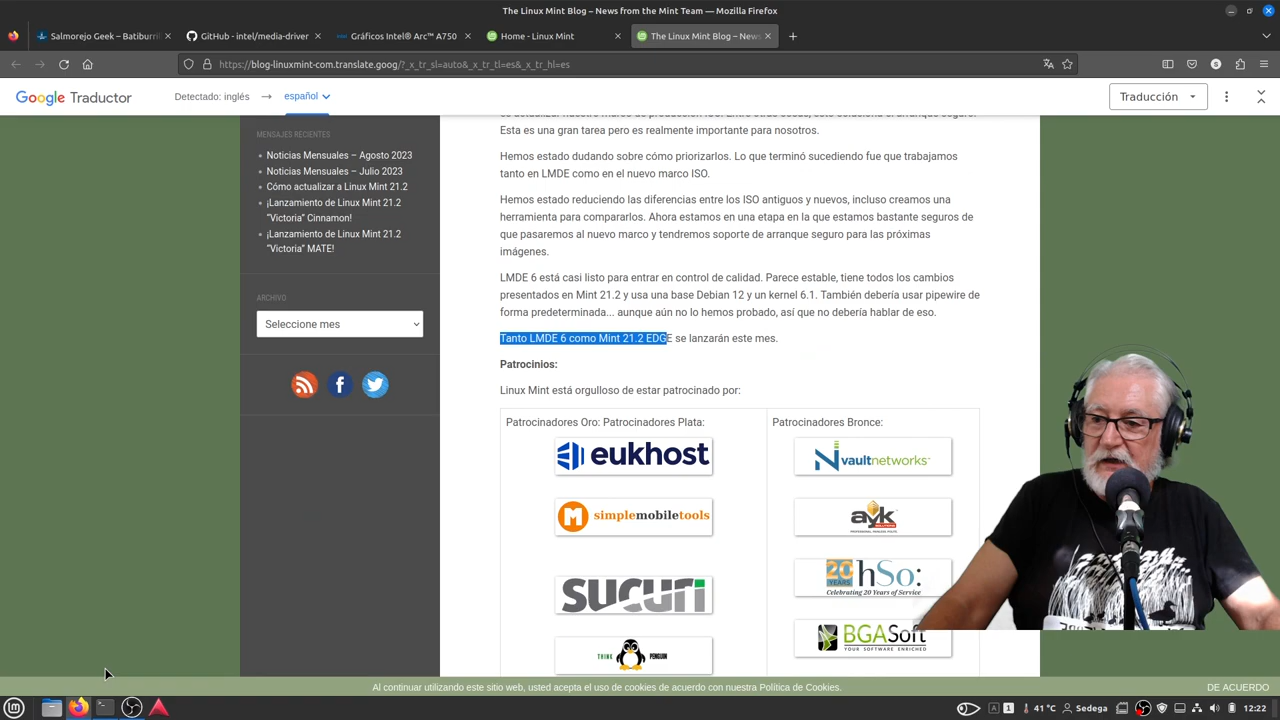 The Linux Mint Blog – News from the Mint Team — Mozilla Firefox
Salmorejo Geek – Batiburril
GitHub - intel/media-driver
Gráficos Intel® Arc™ A750
Home - Linux Mint
The Linux Mint Blog – News
https://blog-linuxmint-com.translate.goog/?_x_tr_sl=auto&_x_tr_tl=es&_x_tr_hl=es
Google Traductor
Detectado: inglés
español
Traducción
MENSAJES RECIENTES
Noticias Mensuales – Agosto 2023
Noticias Mensuales – Julio 2023
Cómo actualizar a Linux Mint 21.2
¡Lanzamiento de Linux Mint 21.2
"Victoria" Cinnamon!
¡Lanzamiento de Linux Mint 21.2
"Victoria" MATE!
ARCHIVO
Seleccione mes
Esta es una gran tarea pero es realmente importante para nosotros.
Hemos estado dudando sobre cómo priorizarlos. Lo que terminó sucediendo fue que trabajamos
tanto en LMDE como en el nuevo marco ISO.
Hemos estado reduciendo las diferencias entre los ISO antiguos y nuevos, incluso creamos una
herramienta para compararlos. Ahora estamos en una etapa en la que estamos bastante seguros de
que pasaremos al nuevo marco y tendremos soporte de arranque seguro para las próximas
imágenes.
LMDE 6 está casi listo para entrar en control de calidad. Parece estable, tiene todos los cambios
presentados en Mint 21.2 y usa una base Debian 12 y un kernel 6.1. También debería usar pipewire de
forma predeterminada... aunque aún no lo hemos probado, así que no debería hablar de eso.
Tanto LMDE 6 como Mint 21.2 EDGE se lanzarán este mes.
Patrocinios:
Linux Mint está orgulloso de estar patrocinado por:
Patrocinadores Oro: Patrocinadores Plata:
Patrocinadores Bronce:
eukhost
vaultnetworks
simplemobiletools
ayk
SOLUTIONS
SUCURI
20 YEARS
hSo:
Celebrating 20 Years of Service
THINK
BGASoft
YOUR SOFTWARE ENRICHED
Al continuar utilizando este sitio web, usted acepta el uso de cookies de acuerdo con nuestra Política de Cookies.
DE ACUERDO
1
41°C
Sedega
12:22